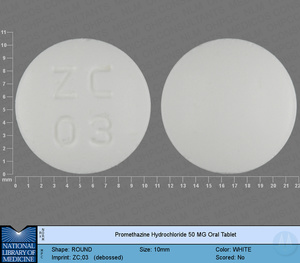 11
10
9
8
7
6
5
4
3
2
1
0
mm
ZC
03
0 1 2 3 4 5 6 7 8 9 10 11 12 13 14 15 16 17 18 19 20 21 22
Promethazine Hydrochloride 50 MG Oral Tablet
NATIONAL
LIBRARY OF
MEDICINE
Shape: ROUND Size: 10mm Color: WHITE
Imprint: ZC;03 (debossed) Scored: No